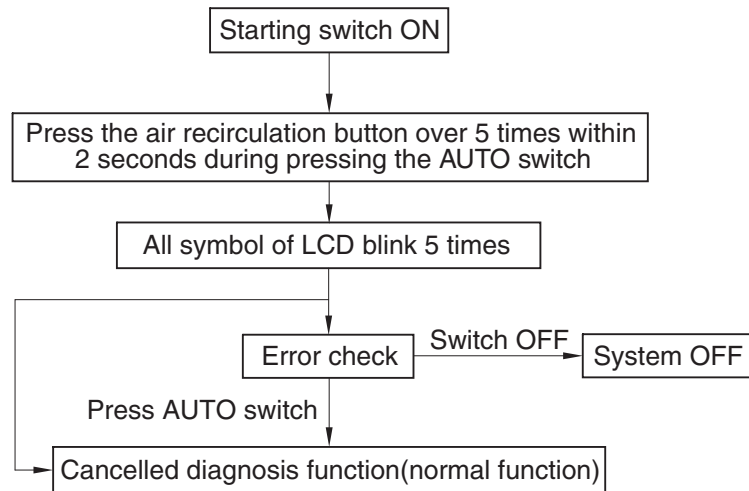 Starting switch ON
Press the air recirculation button over 5 times within
2 seconds during pressing the AUTO switch
All symbol of LCD blink 5 times
Error check
Switch OFF
System OFF
Press AUTO switch
Cancelled diagnosis function(normal function)